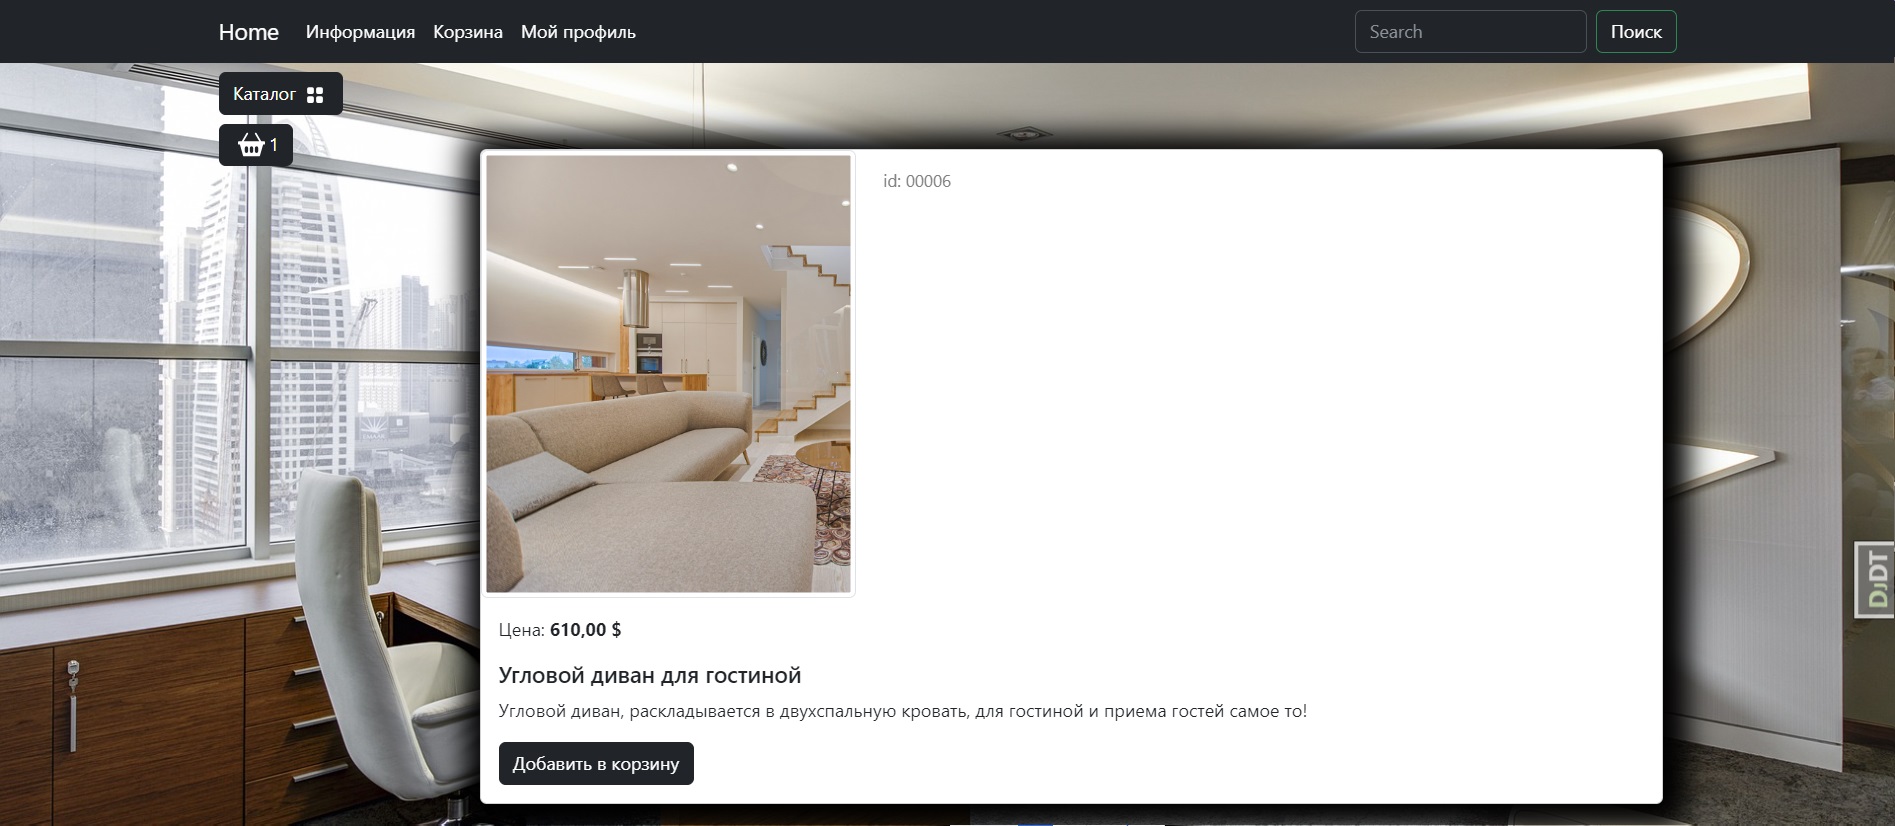 Home Информация Корзина Мой профиль Search Поиск
Каталог
1
id: 00006
Цена: 610,00 $
Угловой диван для гостиной
Угловой диван, раскладывается в двухспальную кровать, для гостиной и приема гостей самое то!
Добавить в корзину
DJDT